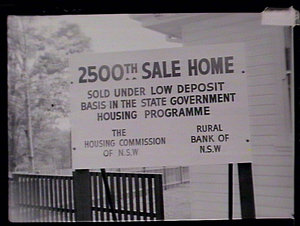 2500TH SALE HOME
SOLD UNDER LOW DEPOSIT
BASIS IN THE STATE GOVERNMENT
HOUSING PROGRAMME
THE
HOUSING COMMISSION
OF N.S.W
RURAL
BANK OF
N.S.W